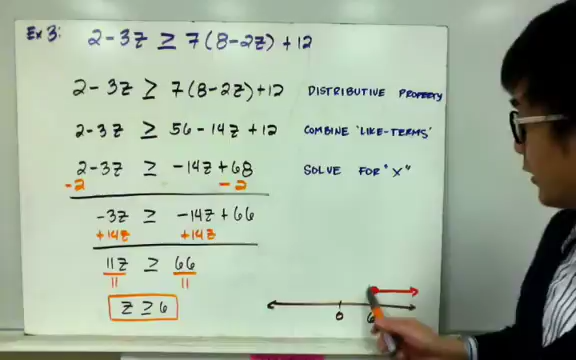 Ex 3: 2 - 3z ≥ 7(8-2z) + 12
2 - 3z ≥ 7(8-2z) + 12 DISTRIBUTIVE PROPERTY
2 - 3z ≥ 56 - 14z + 12 COMBINE 'LIKE-TERMS'
2 - 3z ≥ -14z + 68 SOLVE FOR "X"
-2 -2
-3z ≥ -14z + 66
+14z +14z
11z ≥ 66
11 11
z ≥ 6
0 6